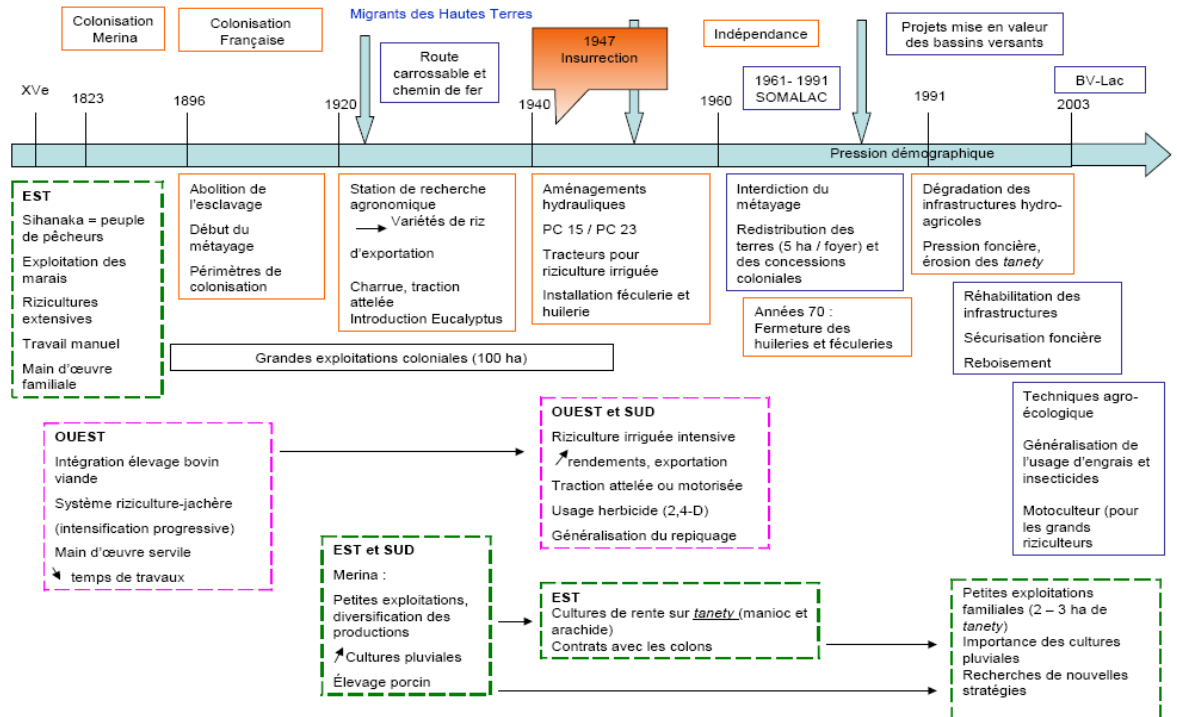 Colonisation
Merina
Colonisation
Française
Migrants des Hautes Terres
Route
carrossable et
chemin de fer
1947
Insurrection
Indépendance
1961- 1991
SOMALAC
Projets mise en valeur
des bassins versants
BV-Lac
XVe
1823
1896
1920
1940
1960
1991
2003
Pression démographique
EST
Sihanaka = peuple
de pêcheurs
Exploitation des
marais
Rizicultures
extensives
Travail manuel
Main d'œuvre
familiale
Abolition de
l'esclavage
Début du
métayage
Périmètres de
colonisation
Station de recherche
agronomique
→ Variétés de riz
d'exportation
Charrue, traction
attelée
Introduction Eucalyptus
Aménagements
hydrauliques
PC 15 / PC 23
Tracteurs pour
riziculture irriguée
Installation féculerie et
huilerie
Interdiction du
métayage
Redistribution des
terres (5 ha / foyer) et
des concessions
coloniales
Années 70 :
Fermeture des
huileries et féculeries
Dégradation des
infrastructures hydro-
agricoles
Pression foncière,
érosion des tanety
Réhabilitation des
infrastructures
Sécurisation foncière
Reboisement
Grandes exploitations coloniales (100 ha)
Techniques agro-
écologique
Généralisation de
l'usage d'engrais et
insecticides
Motoculteur (pour
les grands
riziculteurs
OUEST
Intégration élevage bovin
viande
Système riziculture-jachère
(intensification progressive)
Main d'œuvre servile
↘ temps de travaux
OUEST et SUD
Riziculture irriguée intensive
↗rendements, exportation
Traction attelée ou motorisée
Usage herbicide (2,4-D)
Généralisation du repiquage
EST et SUD
Merina :
Petites exploitations,
diversification des
productions
↗Cultures pluviales
Élevage porcin
EST
Cultures de rente sur tanety (manioc et
arachide)
Contrats avec les colons
Petites exploitations
familiales (2 – 3 ha de
tanety)
Importance des cultures
pluviales
Recherches de nouvelles
stratégies